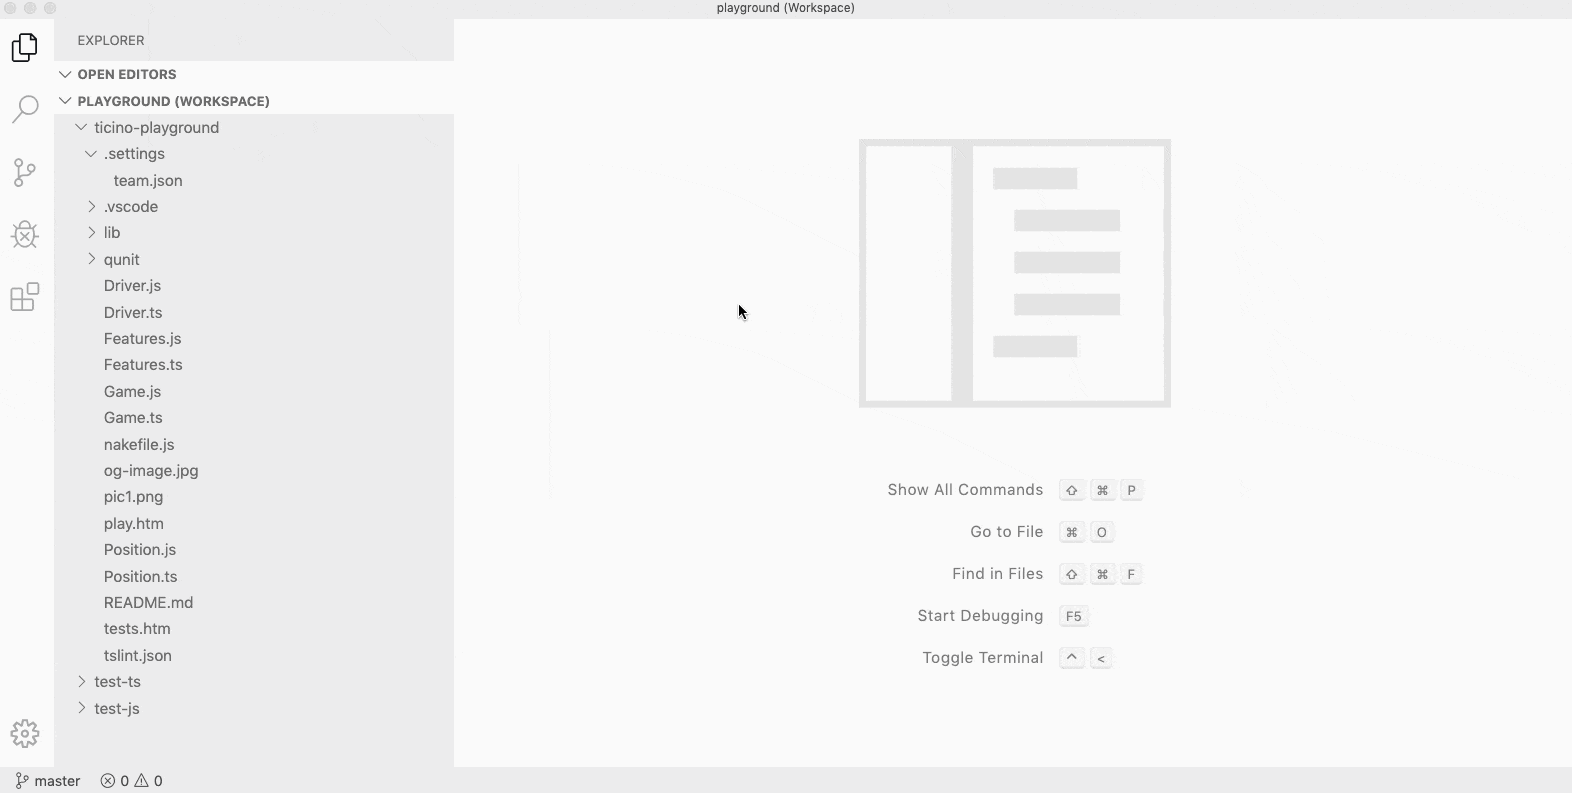 playground (Workspace)
EXPLORER
OPEN EDITORS
PLAYGROUND (WORKSPACE)
ticino-playground
.settings
team.json
.vscode
lib
qunit
Driver.js
Driver.ts
Features.js
Features.ts
Game.js
Game.ts
nakefile.js
og-image.jpg
pic1.png
play.htm
Position.js
Position.ts
README.md
tests.htm
tslint.json
test-ts
test-js
Show All Commands ⇧ ⌘ P
Go to File ⌘ O
Find in Files ⇧ ⌘ F
Start Debugging F5
Toggle Terminal ^ <
master 0 0